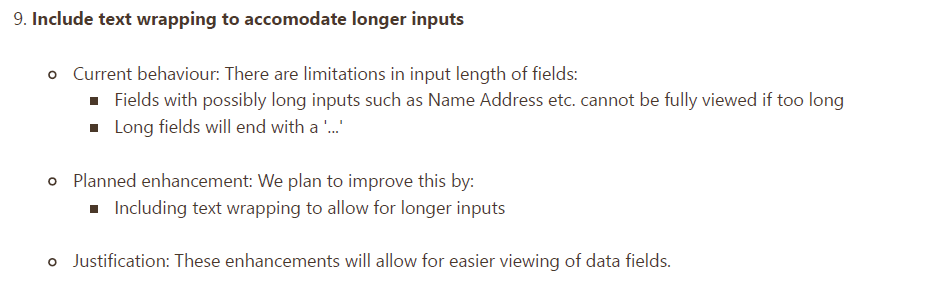 9. Include text wrapping to accomodate longer inputs
Current behaviour: There are limitations in input length of fields:
Fields with possibly long inputs such as Name Address etc. cannot be fully viewed if too long
Long fields will end with a '...'
Planned enhancement: We plan to improve this by:
Including text wrapping to allow for longer inputs
Justification: These enhancements will allow for easier viewing of data fields.